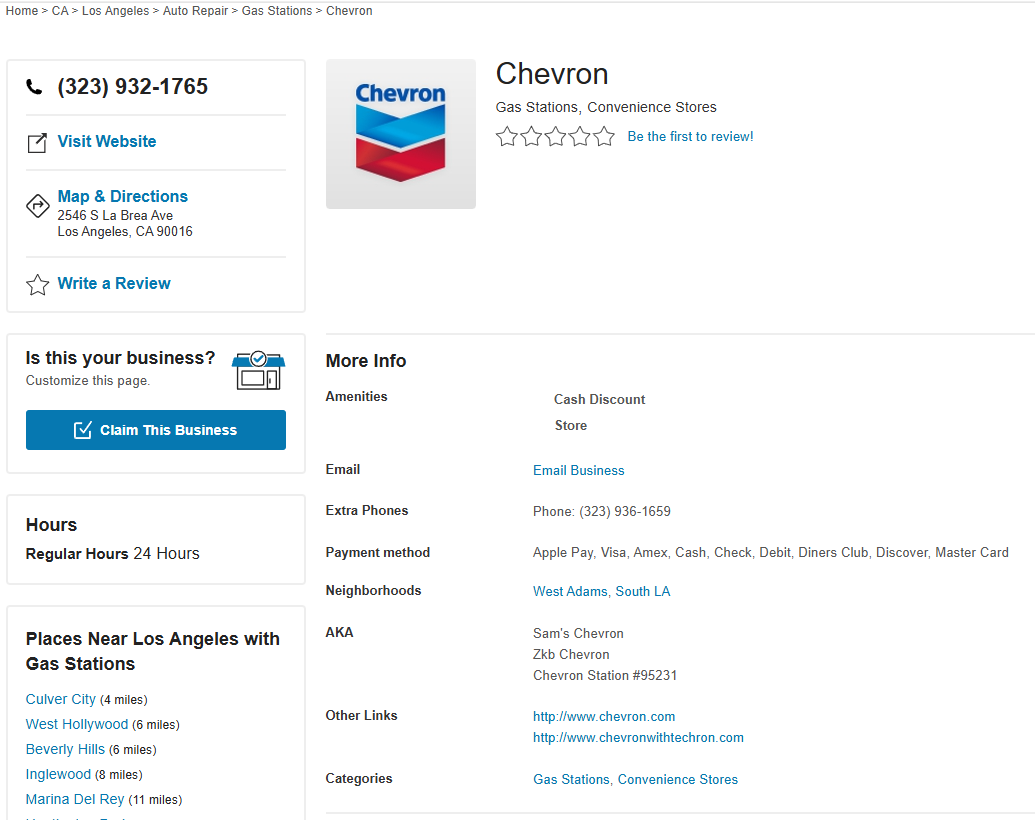 Home > CA > Los Angeles > Auto Repair > Gas Stations > Chevron
(323) 932-1765
Visit Website
Map & Directions
2546 S La Brea Ave
Los Angeles, CA 90016
Write a Review
Chevron
Chevron
Gas Stations, Convenience Stores
Be the first to review!
Is this your business?
Customize this page.
Claim This Business
Hours
Regular Hours 24 Hours
Places Near Los Angeles with
Gas Stations
Culver City (4 miles)
West Hollywood (6 miles)
Beverly Hills (6 miles)
Inglewood (8 miles)
Marina Del Rey (11 miles)
More Info
Amenities
Cash Discount
Store
Email Email Business
Extra Phones Phone: (323) 936-1659
Payment method Apple Pay, Visa, Amex, Cash, Check, Debit, Diners Club, Discover, Master Card
Neighborhoods West Adams, South LA
AKA Sam's Chevron
Zkb Chevron
Chevron Station #95231
Other Links http://www.chevron.com
http://www.chevronwithtechron.com
Categories Gas Stations, Convenience Stores